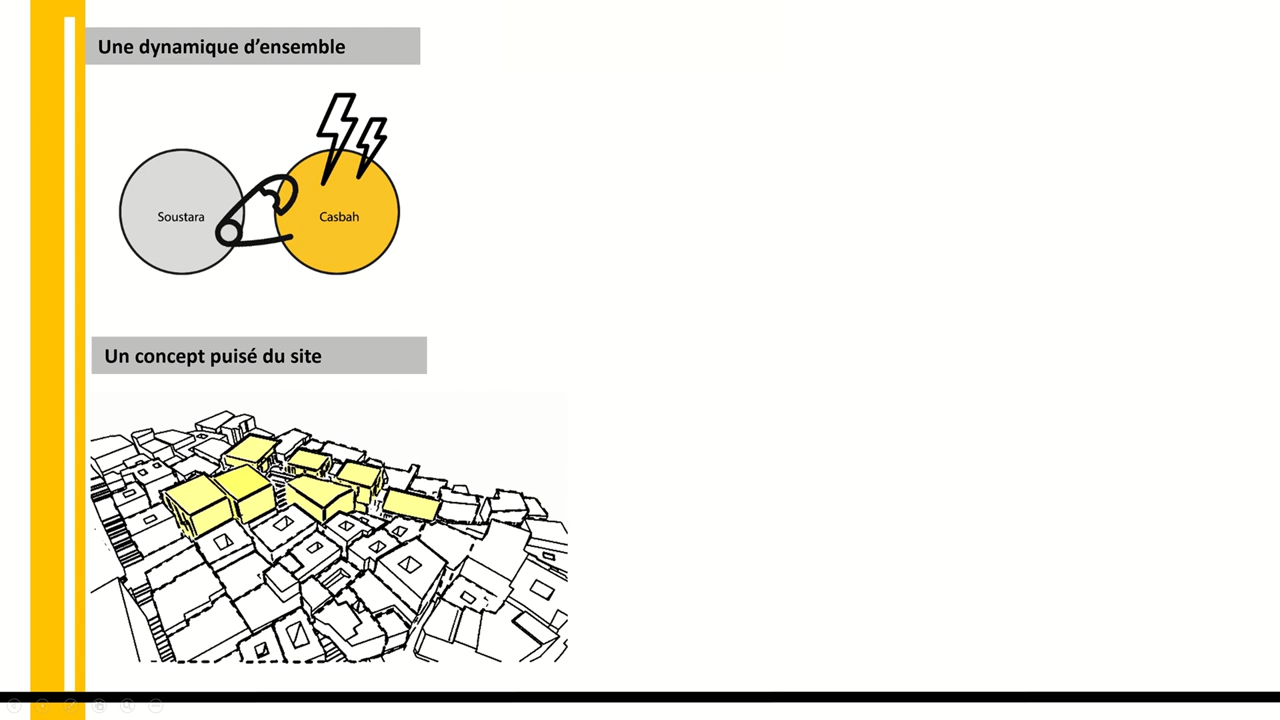 Une dynamique d’ensemble
Soustara
Casbah
Un concept puisé du site